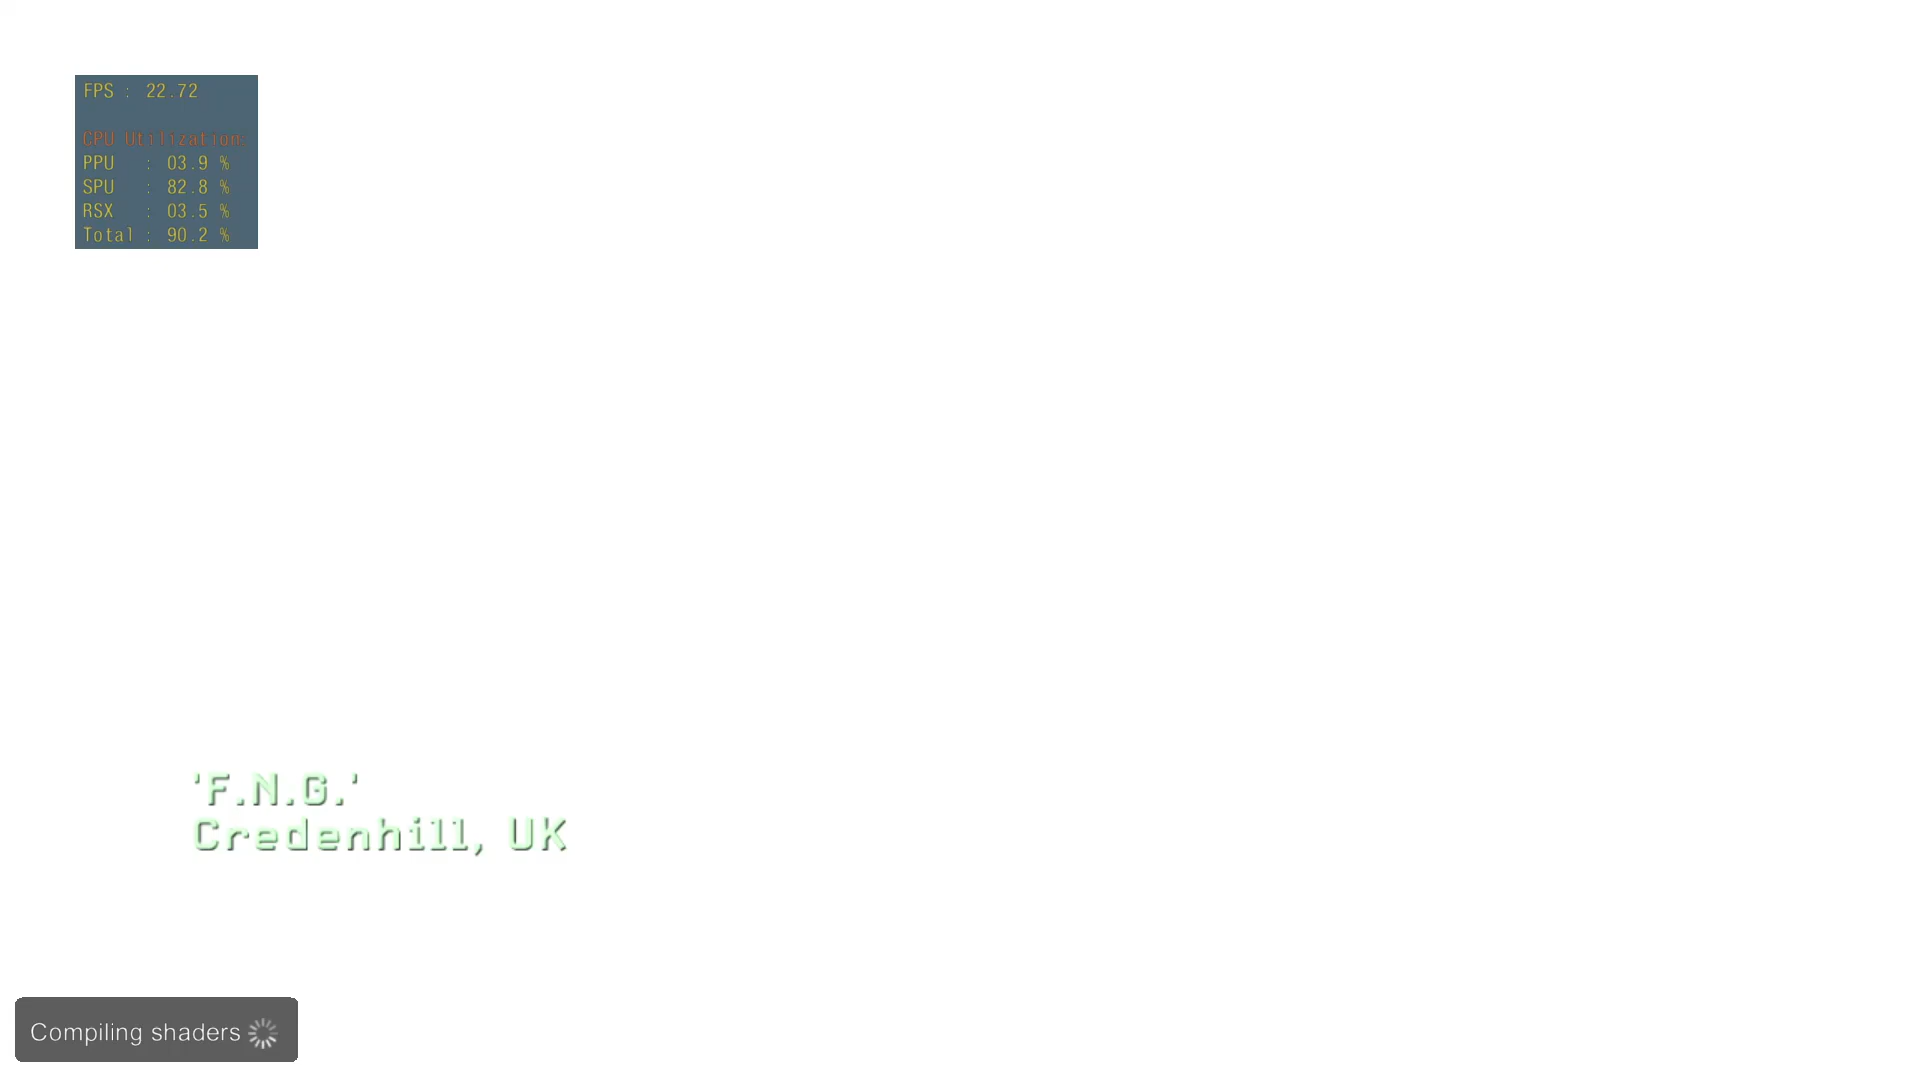 FPS : 22.72
CPU Utilization:
PPU : 03.9 %
SPU : 82.8 %
RSX : 03.5 %
Total : 90.2 %
'F.N.G.'
Credenhill, UK
Compiling shaders